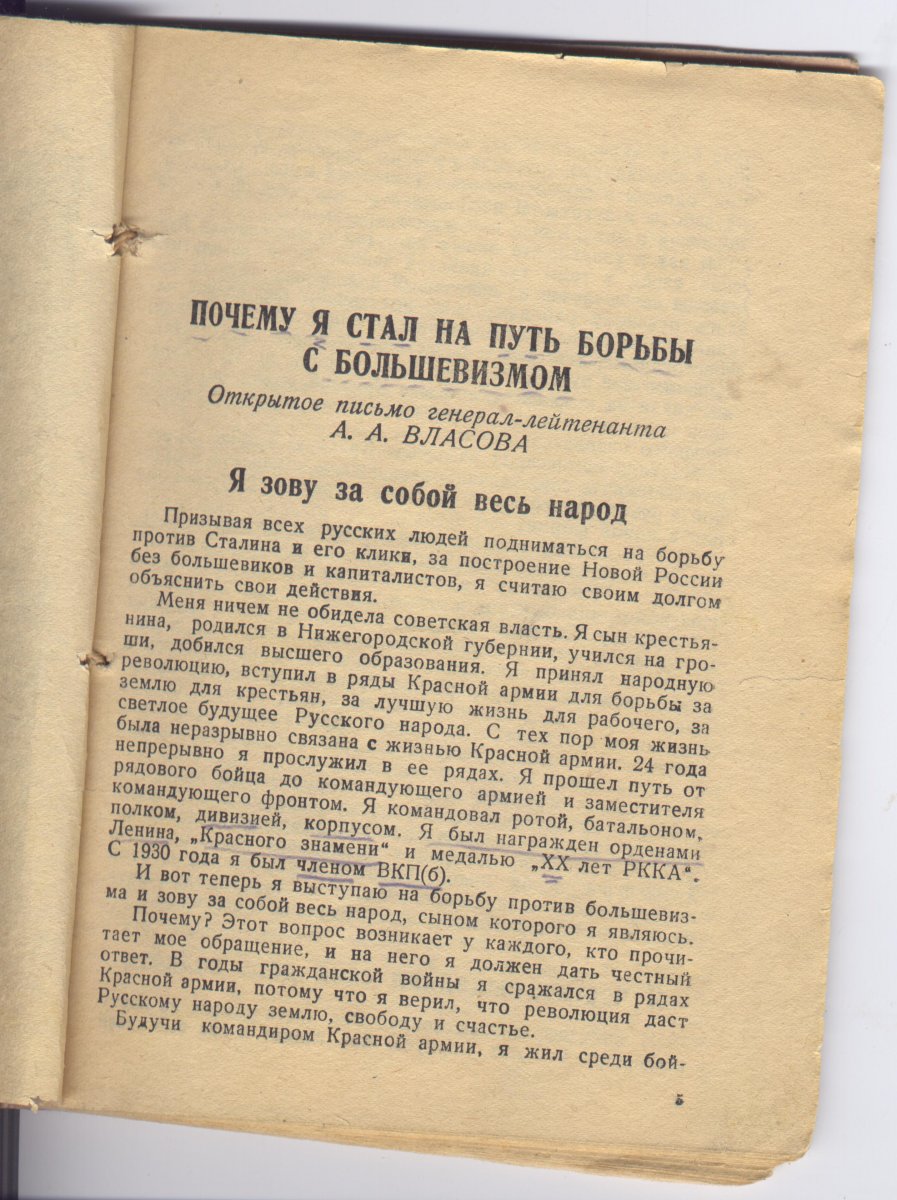 ПОЧЕМУ Я СТАЛ НА ПУТЬ БОРЬБЫ
С БОЛЬШЕВИЗМОМ
Открытое письмо генерал-лейтенанта
А. А. ВЛАСОВА
Я зову за собой весь народ
Призывая всех русских людей подниматься на борьбу
против Сталина и его клики, за построение Новой России
без большевиков и капиталистов, я считаю своим долгом
объяснить свои действия.
Меня ничем не обидела советская власть. Я сын крестья-
нина, родился в Нижегородской губернии, учился на гро-
ши, добился высшего образования. Я принял народную
революцию, вступил в ряды Красной армии для борьбы за
землю для крестьян, за лучшую жизнь для рабочего, за
светлое будущее Русского народа. С тех пор моя жизнь
была неразрывно связана с жизнью Красной армии. 24 года
непрерывно я прослужил в ее рядах. Я прошел путь от
рядового бойца до командующего армией и заместителя
командующего фронтом. Я командовал ротой, батальоном,
полком, дивизией, корпусом. Я был награжден орденами
Ленина, „Красного знамени“ и медалью „XX лет РККА“.
С 1930 года я был членом ВКП(б).
И вот теперь я выступаю на борьбу против большевиз-
ма и зову за собой весь народ, сыном которого я являюсь.
Почему? Этот вопрос возникает у каждого, кто прочи-
тает мое обращение, и на него я должен дать честный
ответ. В годы гражданской войны я сражался в рядах
Красной армии, потому что я верил, что революция даст
Русскому народу землю, свободу и счастье.
Будучи командиром Красной армии, я жил среди бой-
5